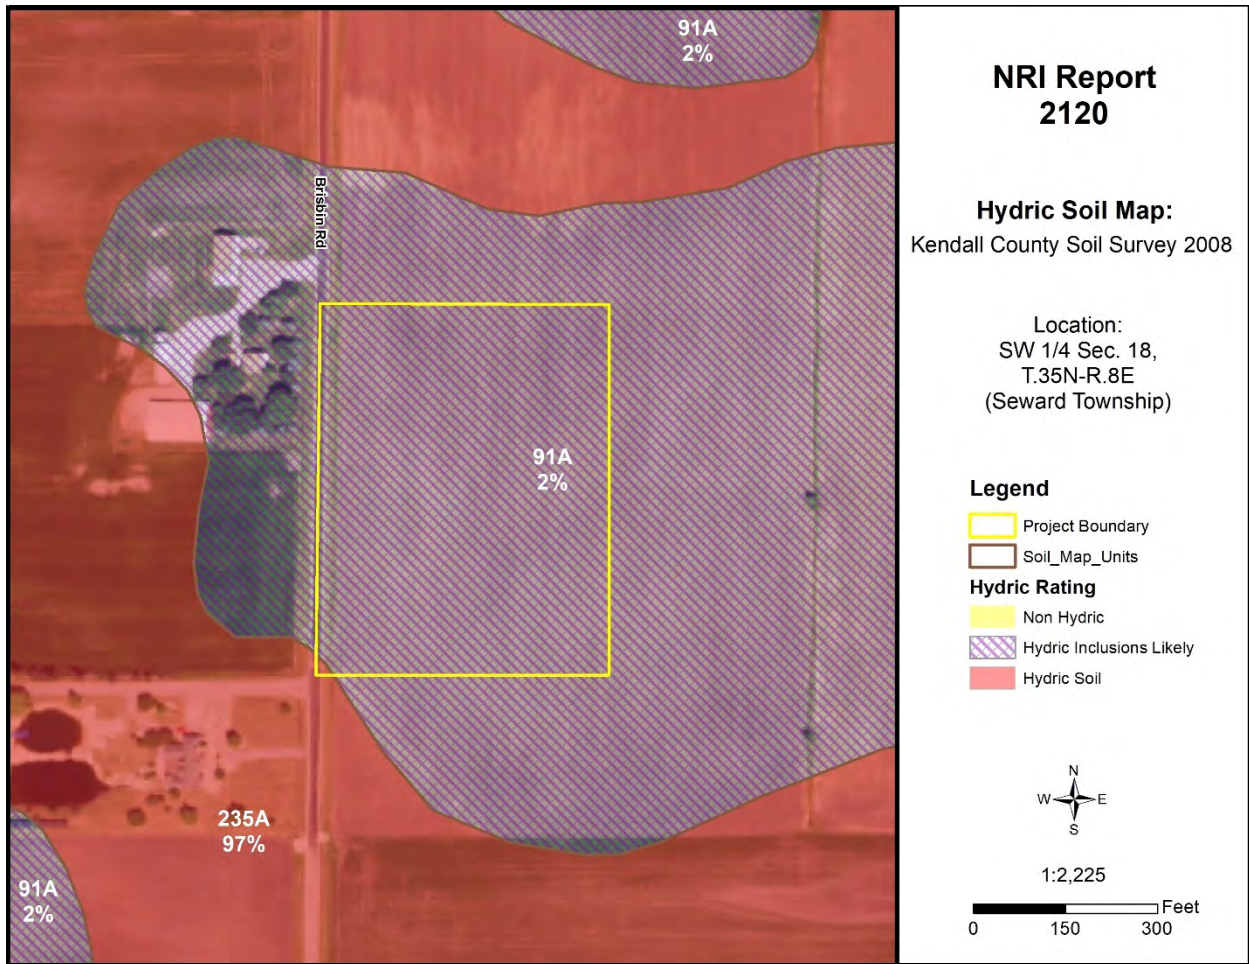 91A
2%
Brisbin Rd
91A
2%
235A
97%
91A
2%
NRI Report
2120
Hydric Soil Map:
Kendall County Soil Survey 2008
Location:
SW 1/4 Sec. 18,
T.35N-R.8E
(Seward Township)
Legend
Project Boundary
Soil_Map_Units
Hydric Rating
Non Hydric
Hydric Inclusions Likely
Hydric Soil
N
W E
S
1:2,225
Feet
0 150 300